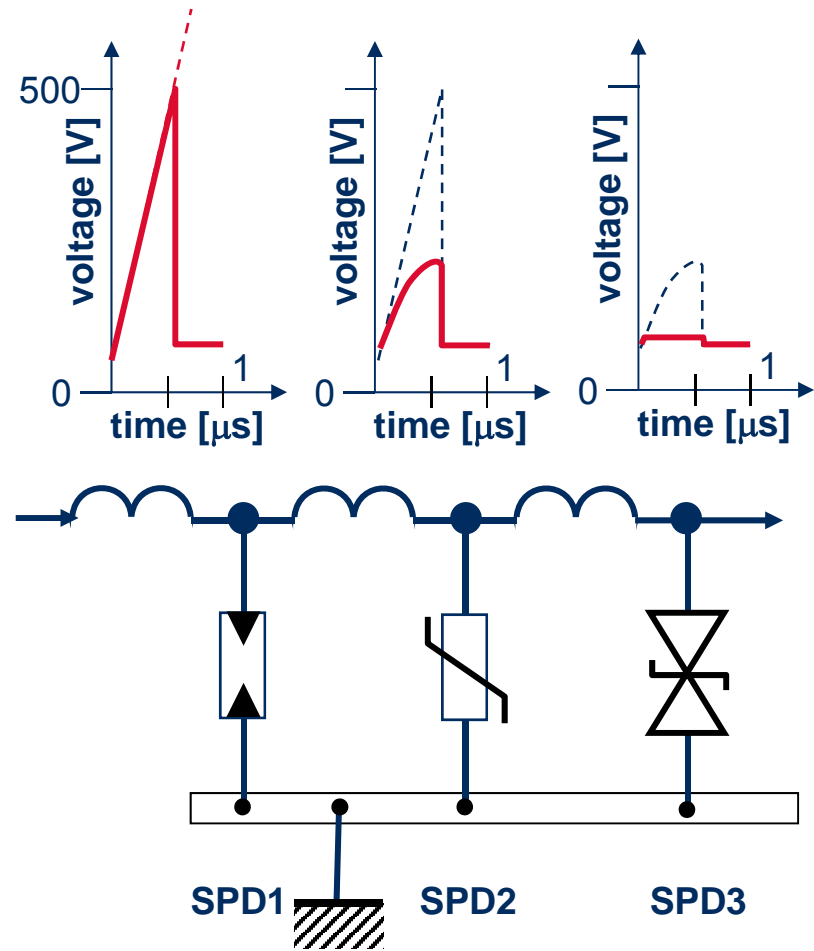 500
voltage [V]
0
1
time [μs]
voltage [V]
0
1
time [μs]
voltage [V]
0
1
time [μs]
SPD1
SPD2
SPD3